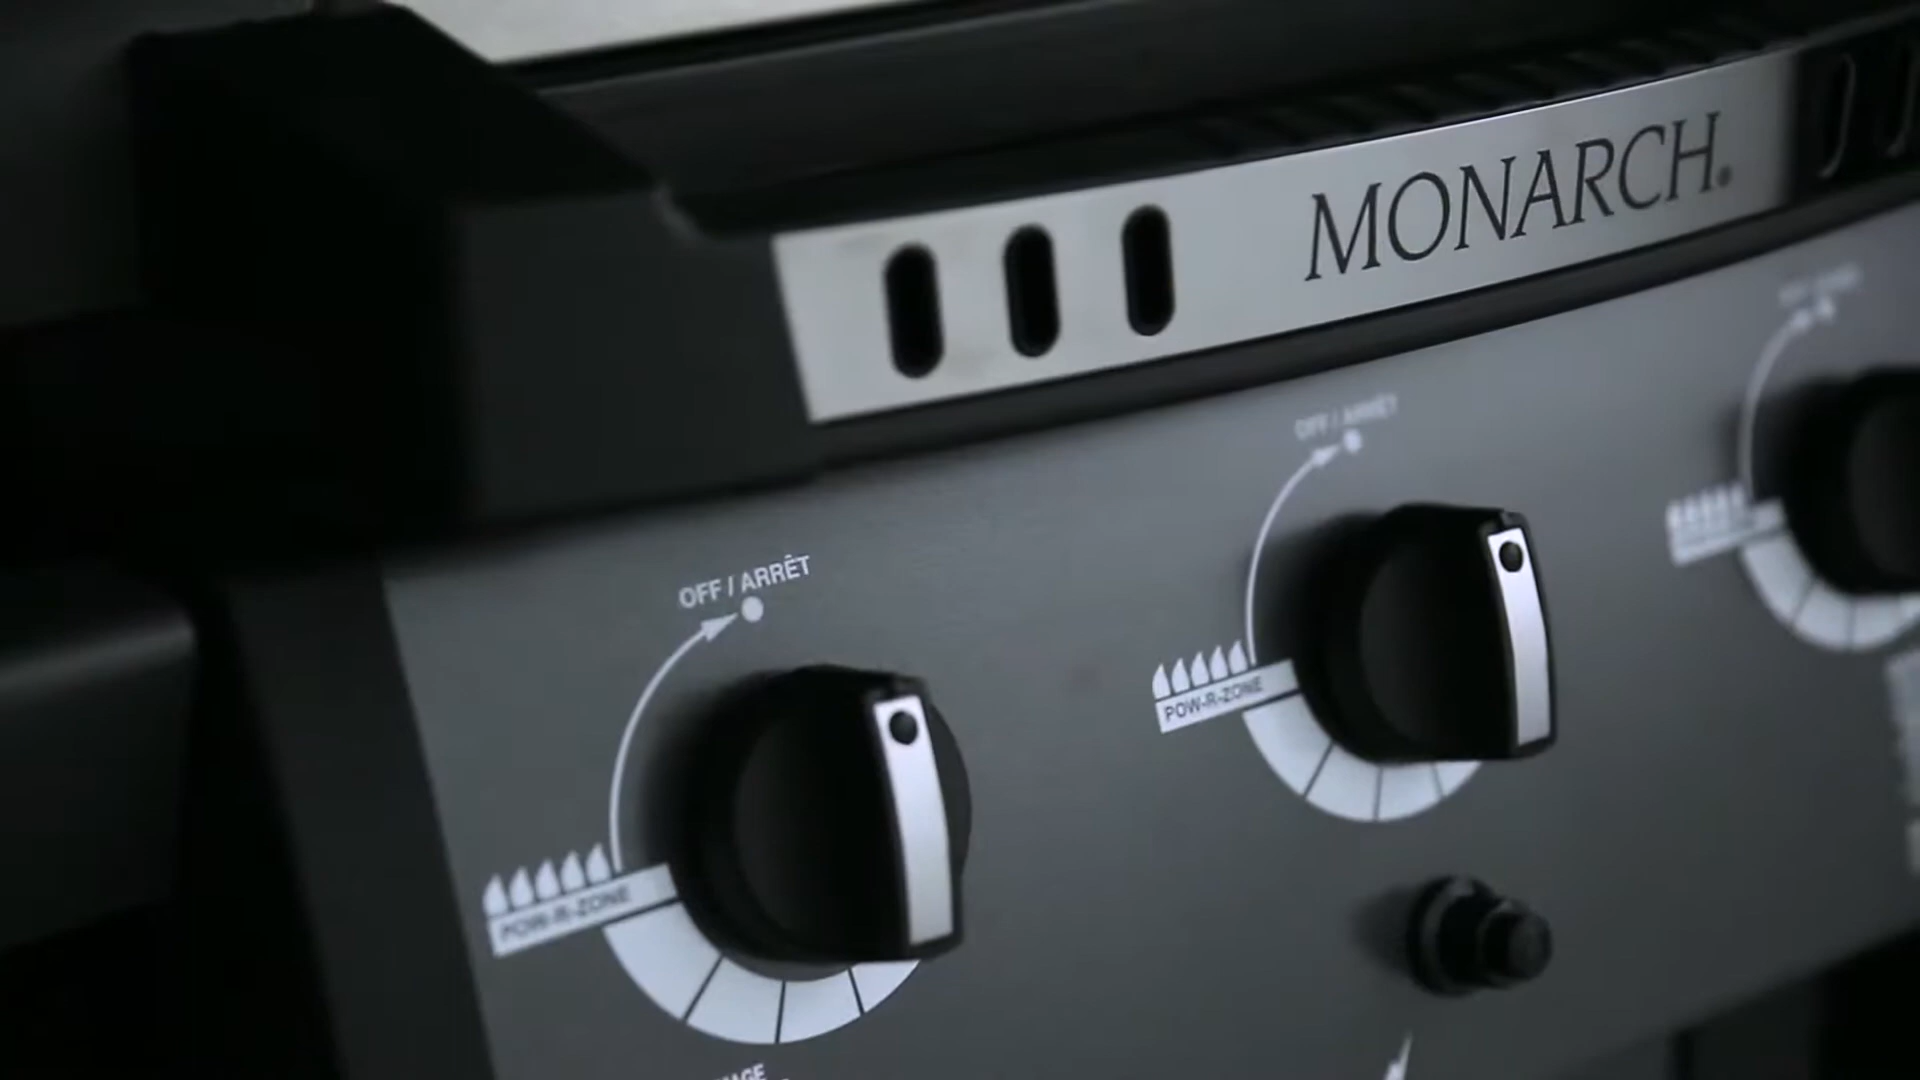 MONARCH®
OFF / ARRÊT
OFF / ARRÊT
POW-R-ZONE
POW-R-ZONE